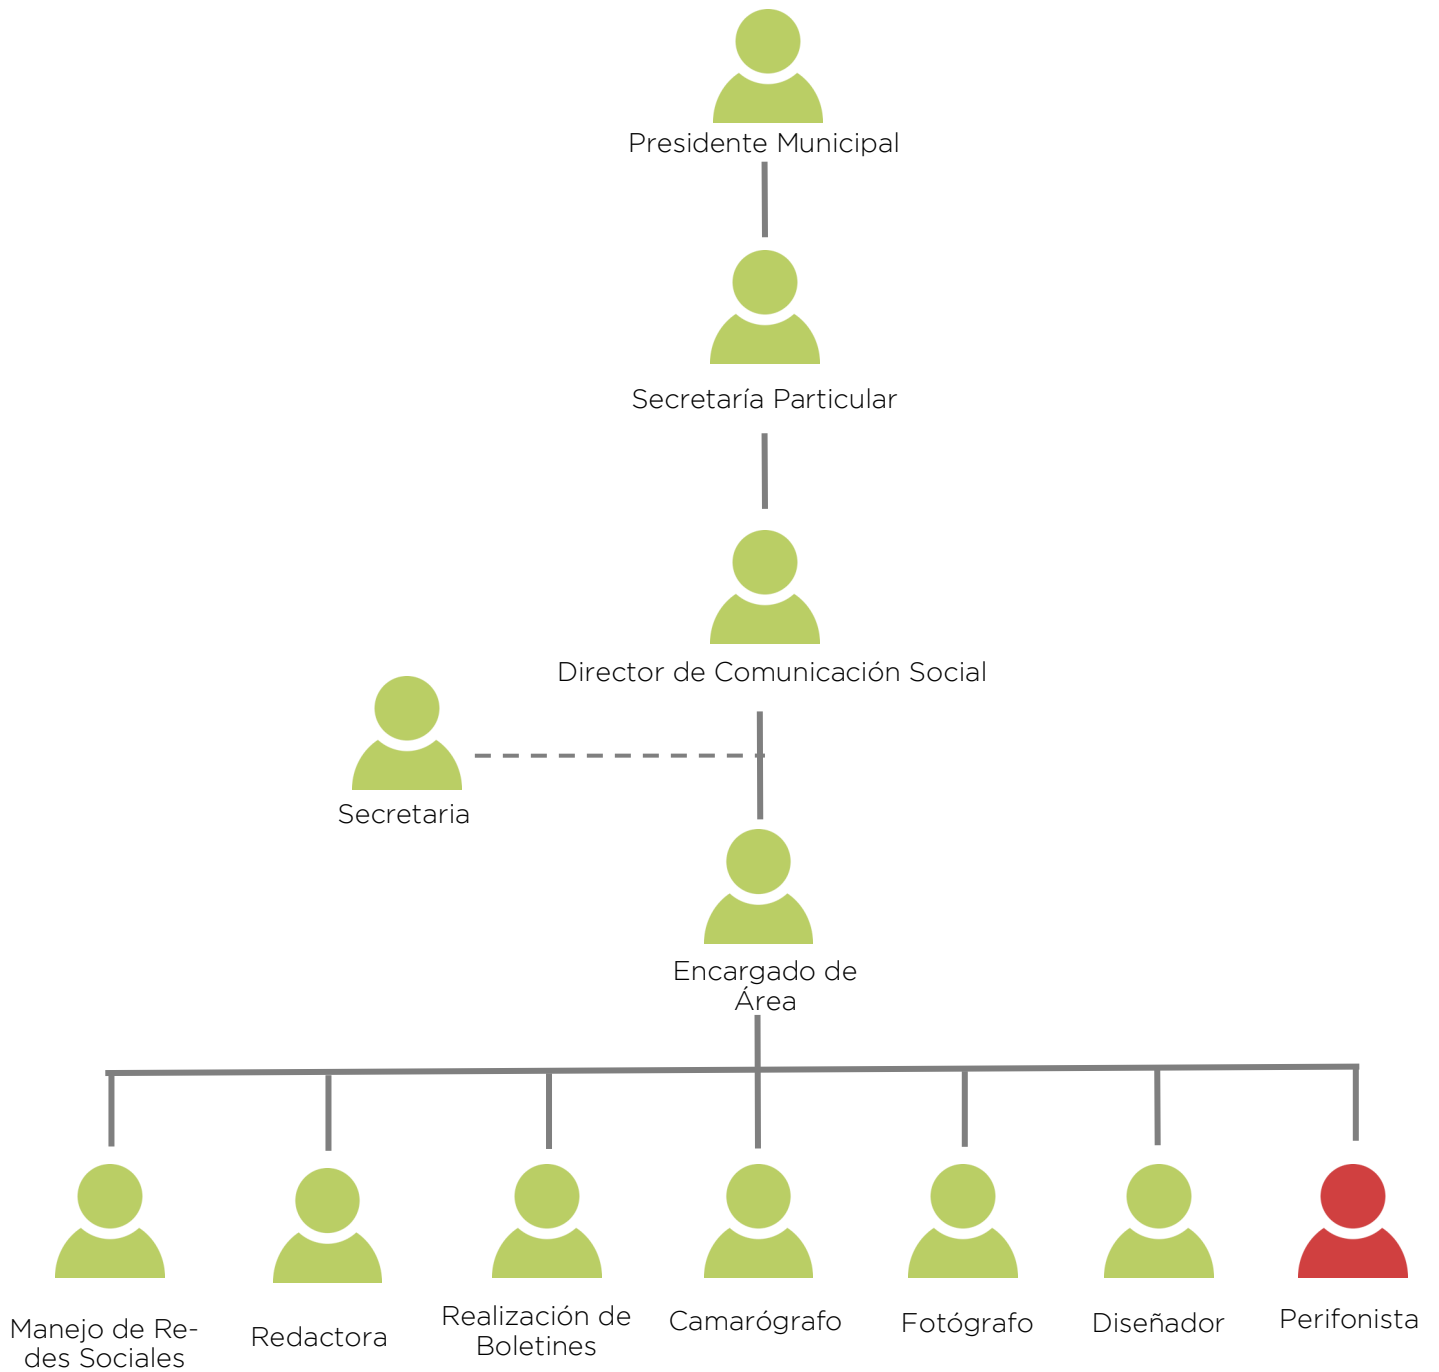 Presidente Municipal
Secretaría Particular
Director de Comunicación Social
Secretaria
Encargado de
Área
Manejo de Re-
des Sociales
Redactora
Realización de
Boletines
Camarógrafo
Fotógrafo
Diseñador
Perifonista